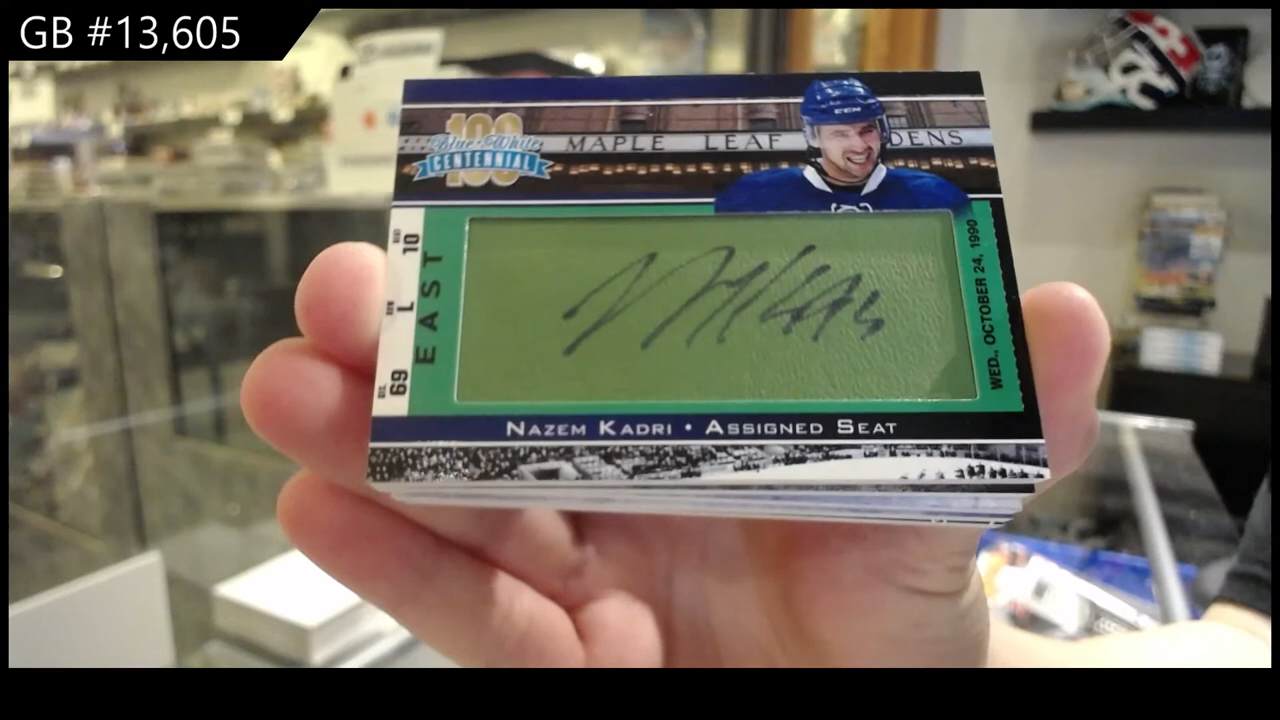 GB #13,605
100
Blue & White
CENTENNIAL
MAPLE LEAF DENS
CCM
SEAT 10
ROW L
SEC. 69
EAST
WED., OCTOBER 24, 1990
NAZEM KADRI • ASSIGNED SEAT